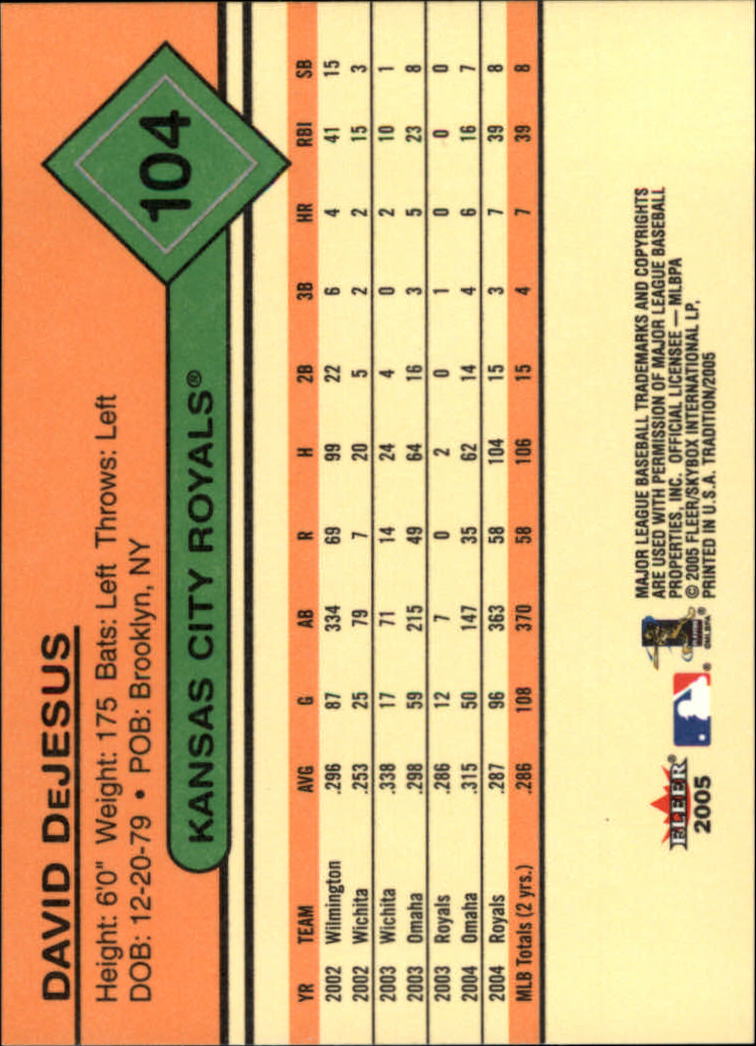 DAVID DEJESUS
Height: 6'0" Weight: 175 Bats: Left Throws: Left
DOB: 12-20-79 • POB: Brooklyn, NY
104
KANSAS CITY ROYALS®
YR TEAM AVG G AB R H 2B 3B HR RBI SB
2002 Wilmington .296 87 334 69 99 22 6 4 41 15
2002 Wichita .253 25 79 7 20 5 2 2 15 3
2003 Wichita .338 17 71 14 24 4 0 2 10 1
2003 Omaha .298 59 215 49 64 16 3 5 23 8
2003 Royals .286 12 7 0 2 0 1 0 0 0
2004 Omaha .315 50 147 35 62 14 4 6 16 7
2004 Royals .287 96 363 58 104 15 3 7 39 8
MLB Totals (2 yrs.) .286 108 370 58 106 15 4 7 39 8
FLEER®
2005
®
®
©MLBPA
MAJOR LEAGUE BASEBALL TRADEMARKS AND COPYRIGHTS
ARE USED WITH PERMISSION OF MAJOR LEAGUE BASEBALL
PROPERTIES, INC. OFFICIAL LICENSEE — MLBPA
© 2005 FLEER/SKYBOX INTERNATIONAL LP,
PRINTED IN U.S.A. TRADITION/2005